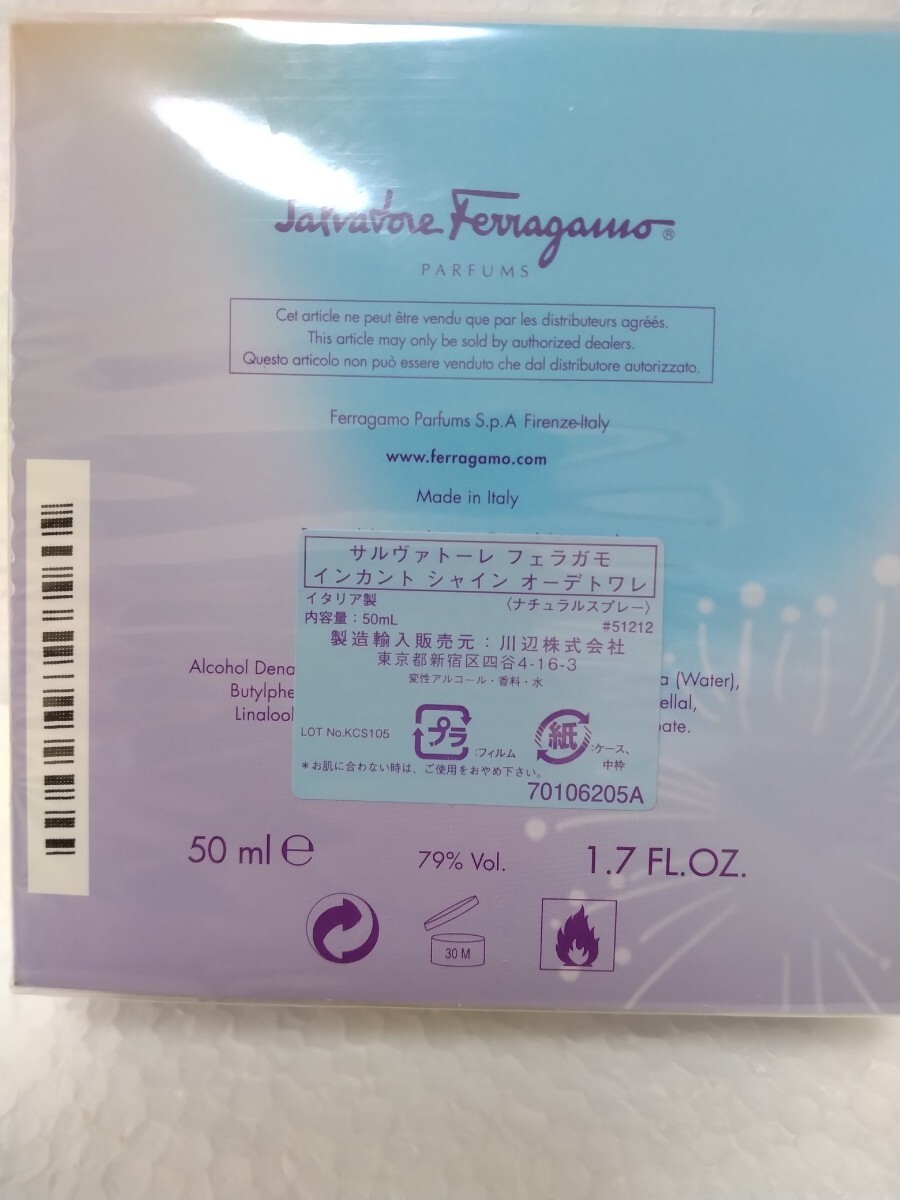 Salvatore Ferragamo®
PARFUMS
Cet article ne peut être vendu que par les distributeurs agréés.
This article may only be sold by authorized dealers.
Questo articolo non può essere venduto che dal distributore autorizzato.
Ferragamo Parfums S.p.A Firenze-Italy
www.ferragamo.com
Made in Italy
サルヴァトーレ フェラガモ
インカント シャイン オーデトワレ
イタリア製 〈ナチュラルスプレー〉
内容量:50mL #51212
製造輸入販売元:川辺株式会社
東京都新宿区四谷4-16-3
変性アルコール・香料・水
Alcohol (Water),
LOT No.KCS105 プラ :フィルム 紙 :ケース、
中枠
*お肌に合わない時は、ご使用をおやめ下さい。
70106205A
50 ml ℮ 79% Vol. 1.7 FL.OZ.
30 M